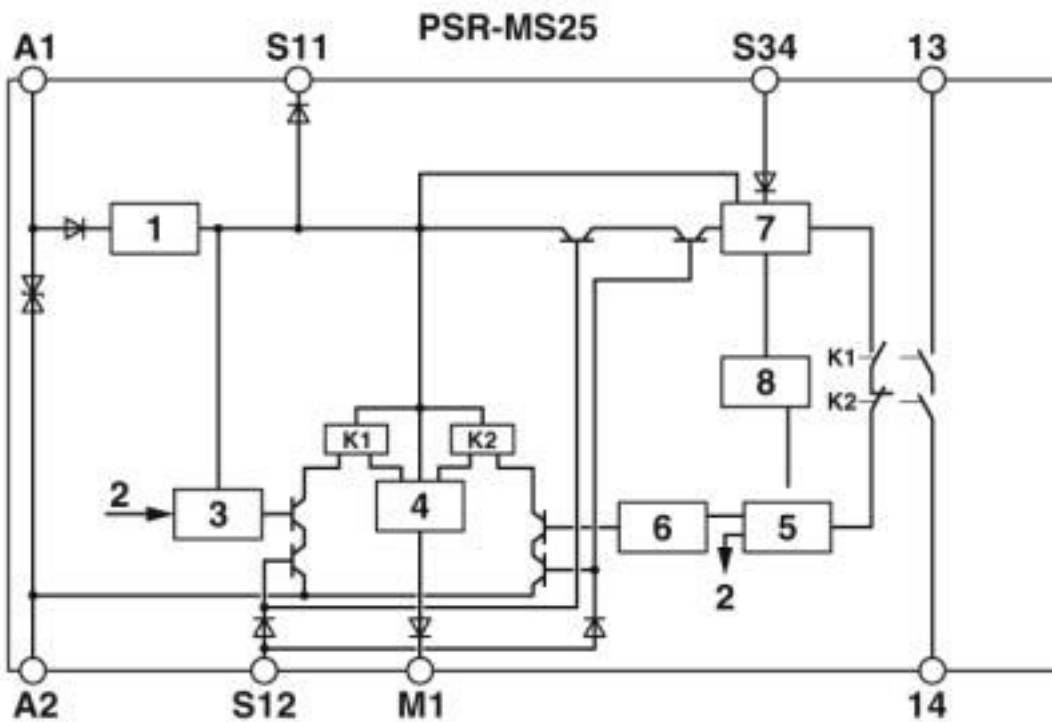 PSR-MS25
A1 S11 S34 13
1 7
K1
8
K2
K1 K2
2 3 4 6 5
2
A2 S12 M1 14